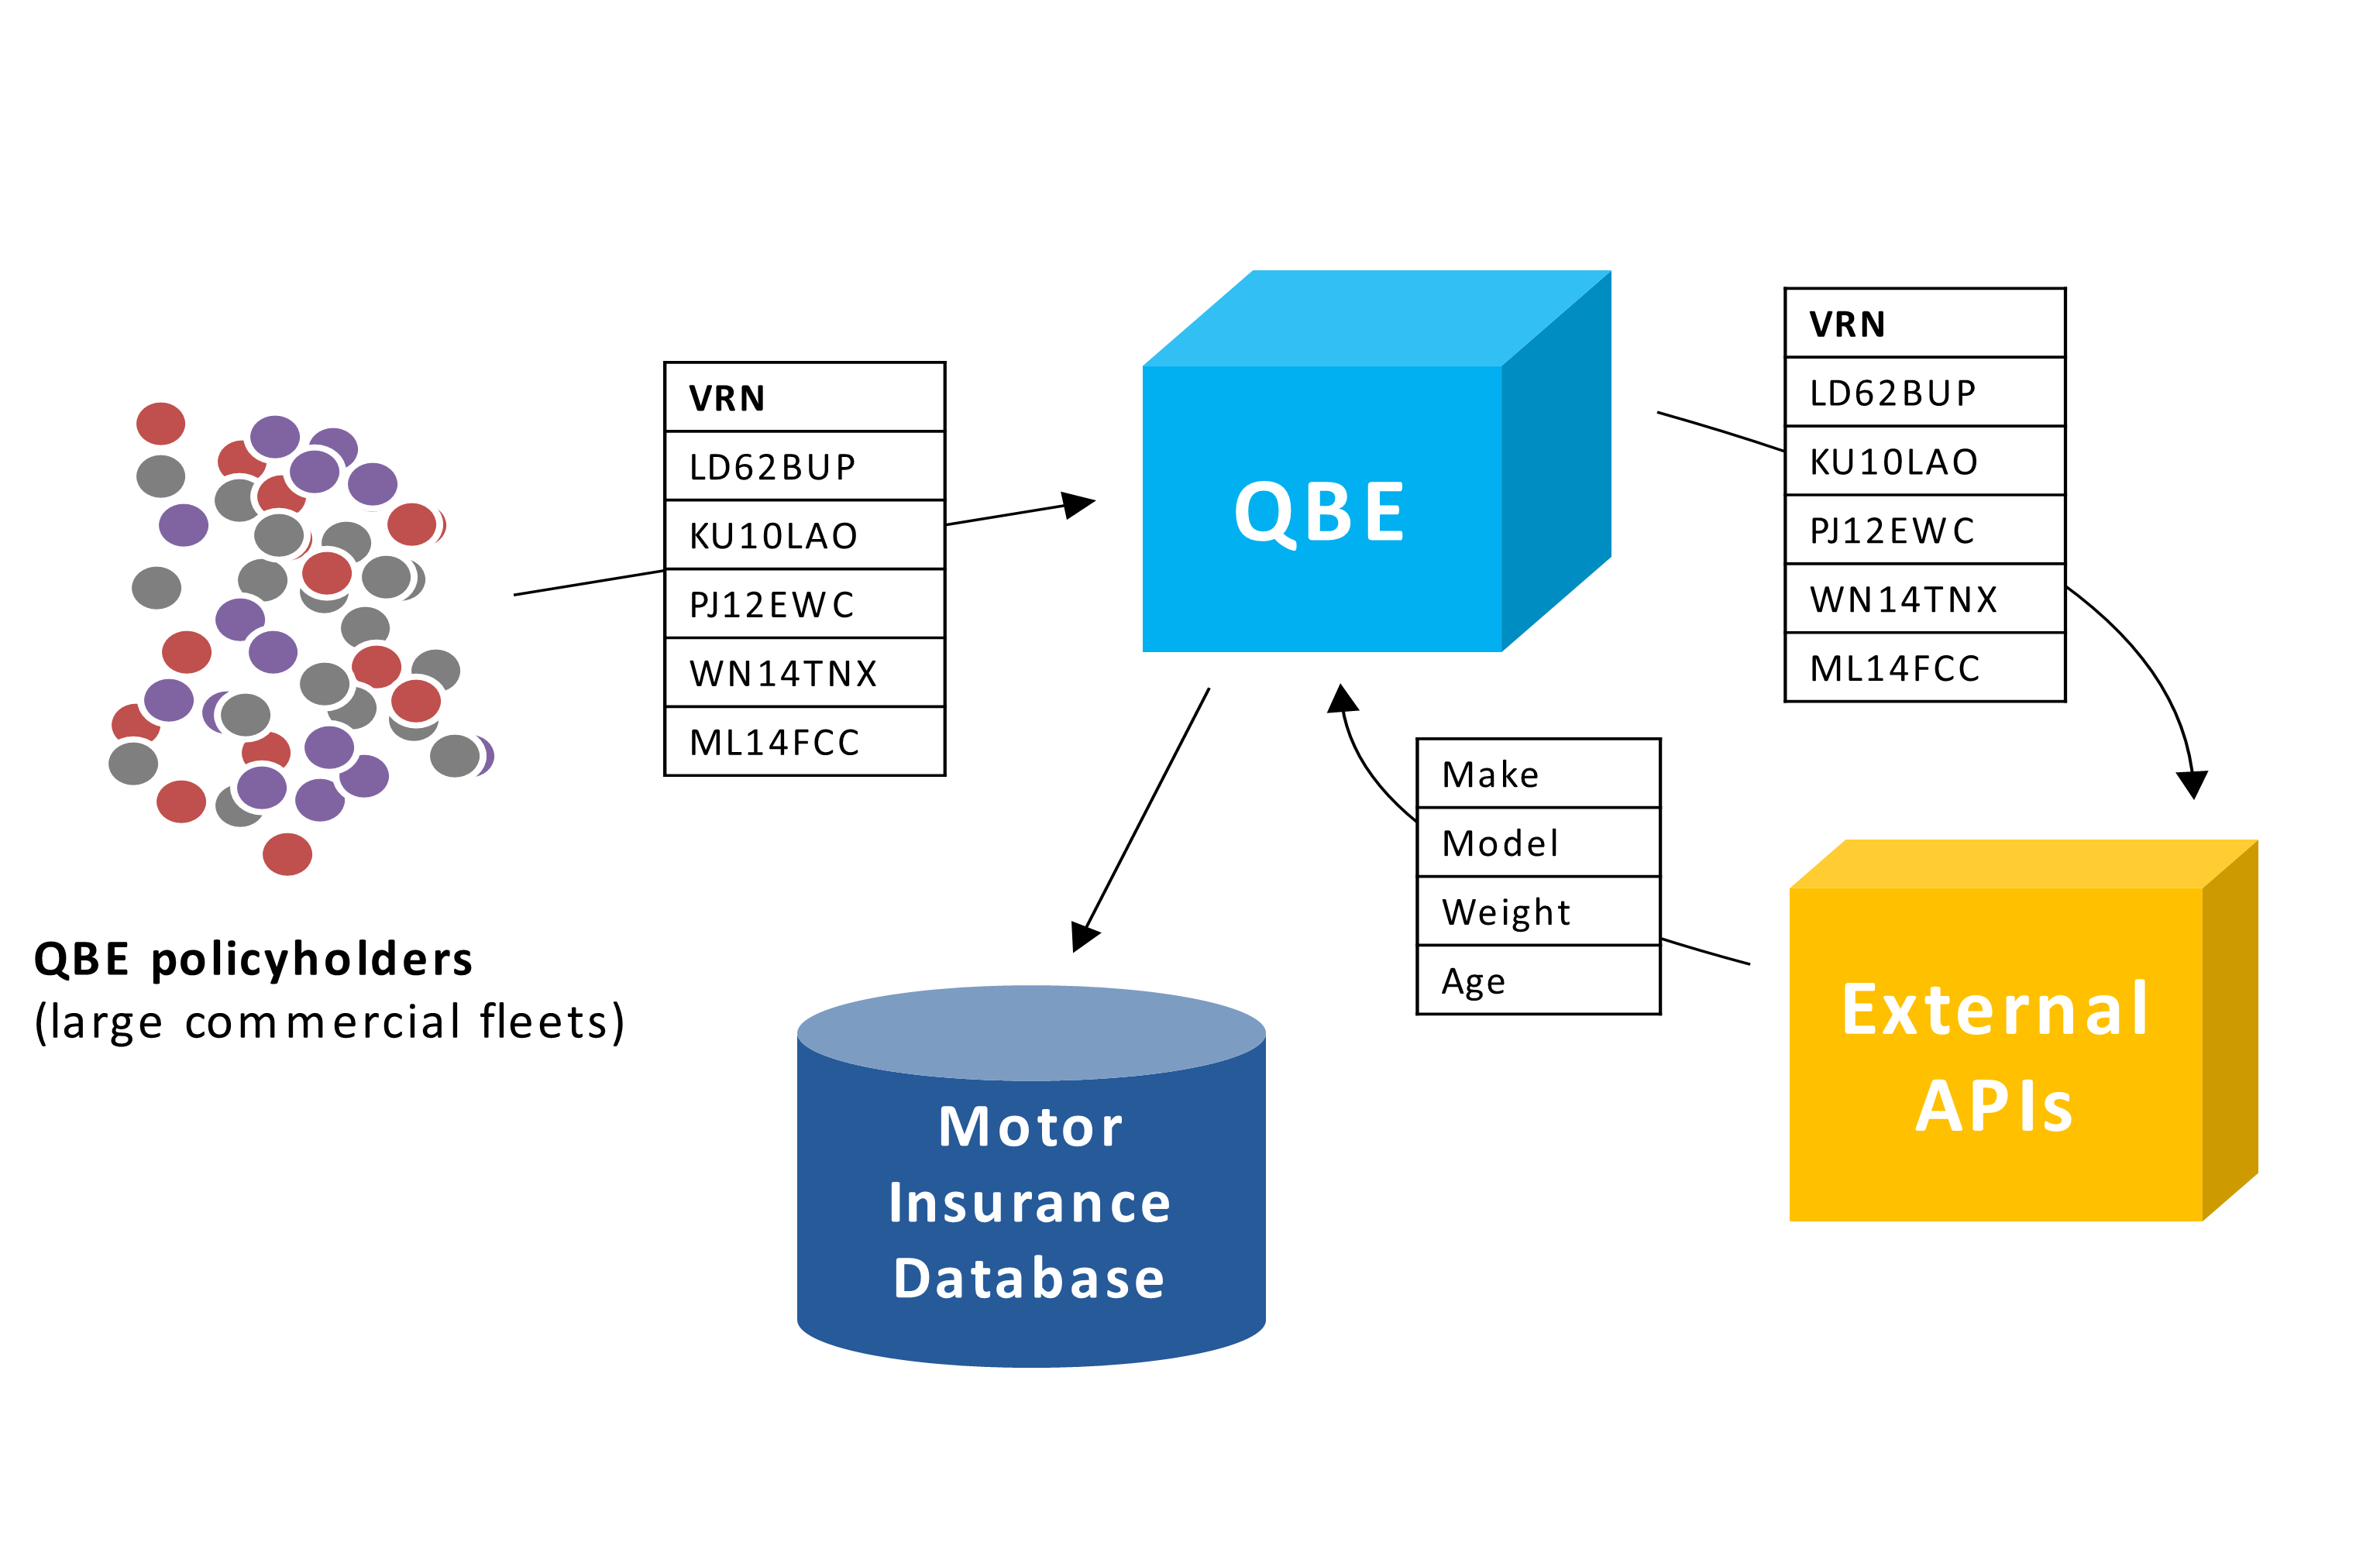 QBE policyholders
(large commercial fleets)
VRN
LD62BUP
KU10LAO
PJ12EWC
WN14TNX
ML14FCC
QBE
VRN
LD62BUP
KU10LAO
PJ12EWC
WN14TNX
ML14FCC
Make
Model
Weight
Age
External
APIs
Motor
Insurance
Database